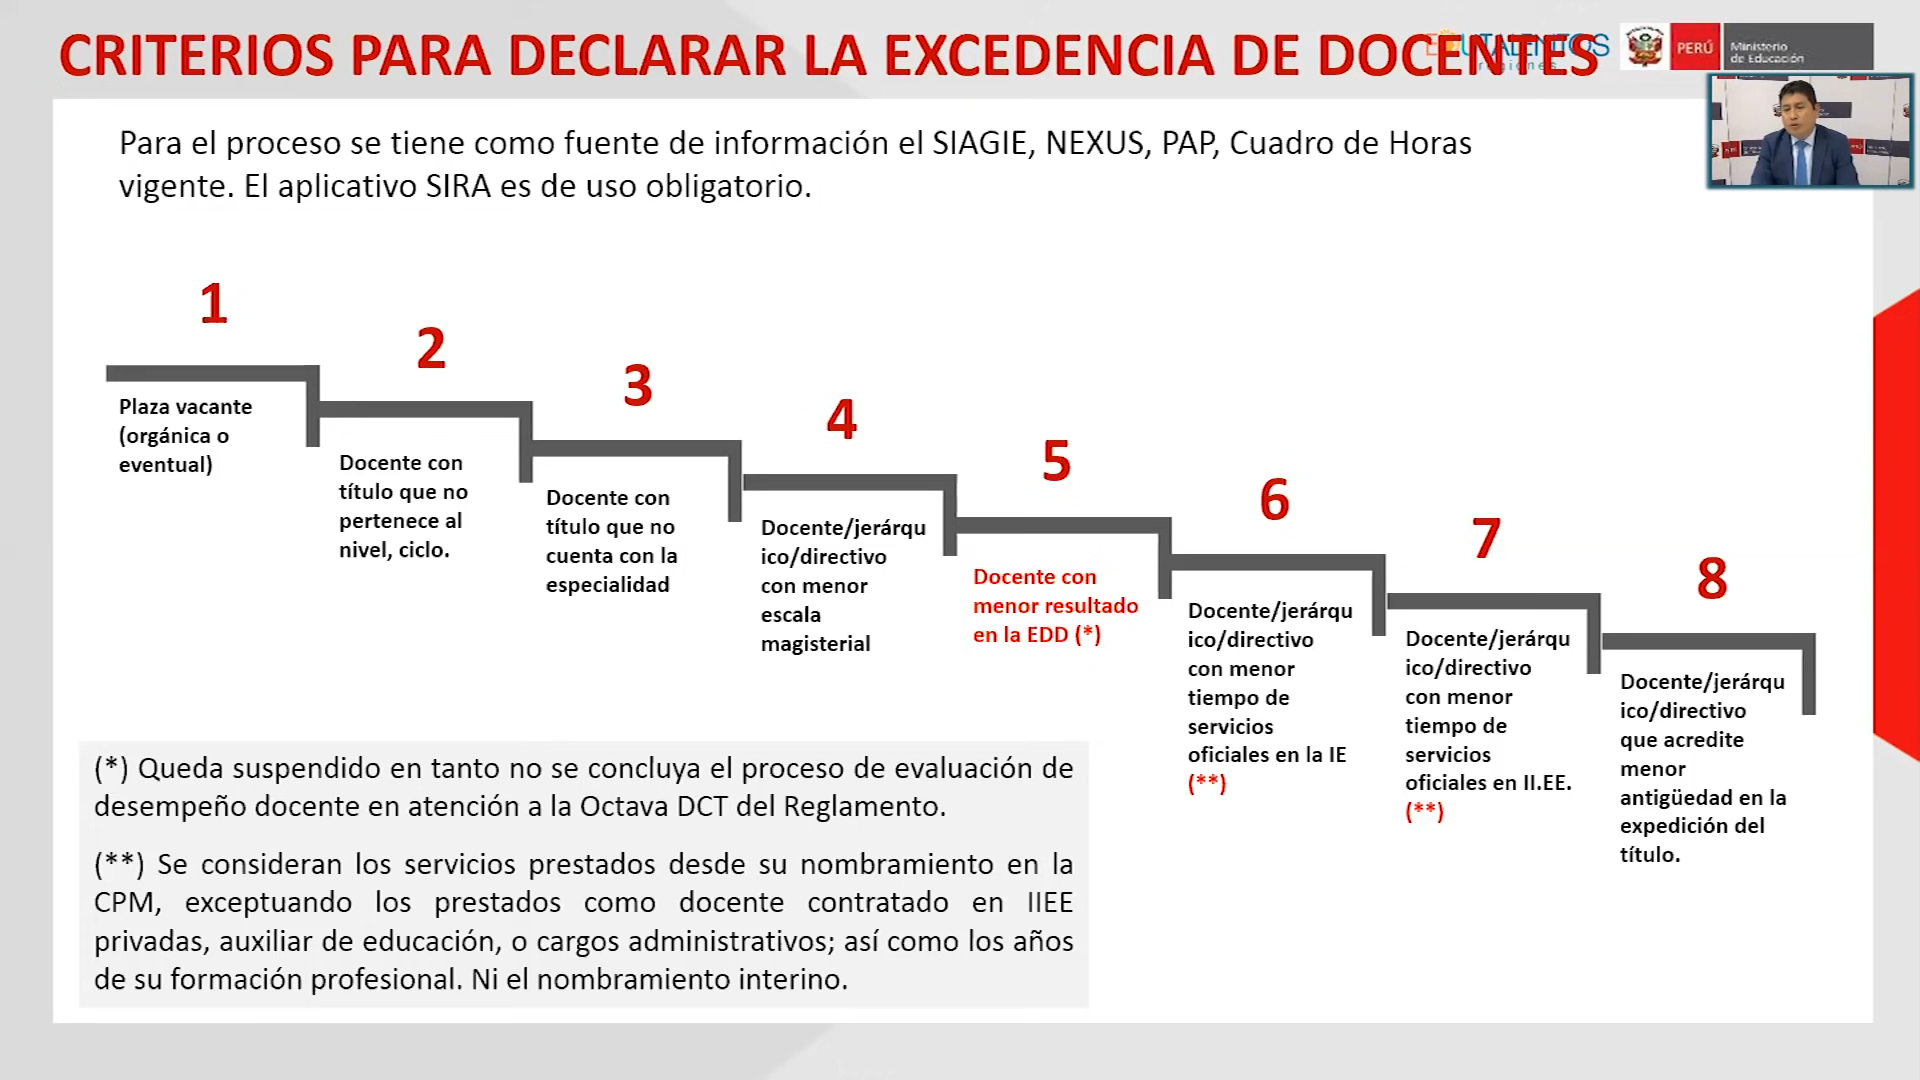 CRITERIOS PARA DECLARAR LA EXCEDENCIA DE DOCENTES
EDUTALENTOS
regiones
PERÚ
Ministerio
de Educación
Para el proceso se tiene como fuente de información el SIAGIE, NEXUS, PAP, Cuadro de Horas
vigente. El aplicativo SIRA es de uso obligatorio.
1
Plaza vacante
(orgánica o
eventual)
2
Docente con
título que no
pertenece al
nivel, ciclo.
3
Docente con
título que no
cuenta con la
especialidad
4
Docente/jerárqu
ico/directivo
con menor
escala
magisterial
5
Docente con
menor resultado
en la EDD (*)
6
Docente/jerárqu
ico/directivo
con menor
tiempo de
servicios
oficiales en la IE
(**)
7
Docente/jerárqu
ico/directivo
con menor
tiempo de
servicios
oficiales en II.EE.
(**)
8
Docente/jerárqu
ico/directivo
que acredite
menor
antigüedad en la
expedición del
título.
(*) Queda suspendido en tanto no se concluya el proceso de evaluación de
desempeño docente en atención a la Octava DCT del Reglamento.
(**) Se consideran los servicios prestados desde su nombramiento en la
CPM, exceptuando los prestados como docente contratado en IIEE
privadas, auxiliar de educación, o cargos administrativos; así como los años
de su formación profesional. Ni el nombramiento interino.